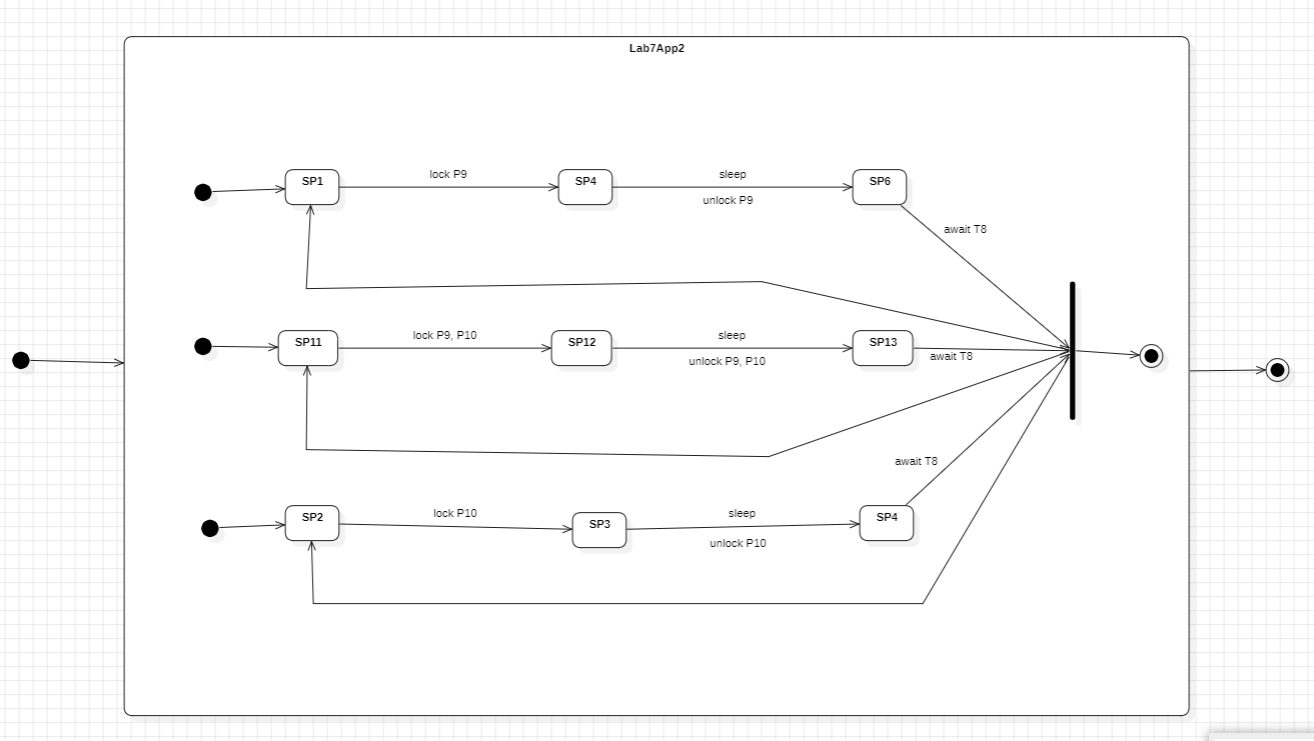 Lab7App2
SP1
lock P9
SP4
sleep
unlock P9
SP6
await T8
SP11
lock P9, P10
SP12
sleep
unlock P9, P10
SP13
await T8
await T8
SP2
lock P10
SP3
sleep
unlock P10
SP4